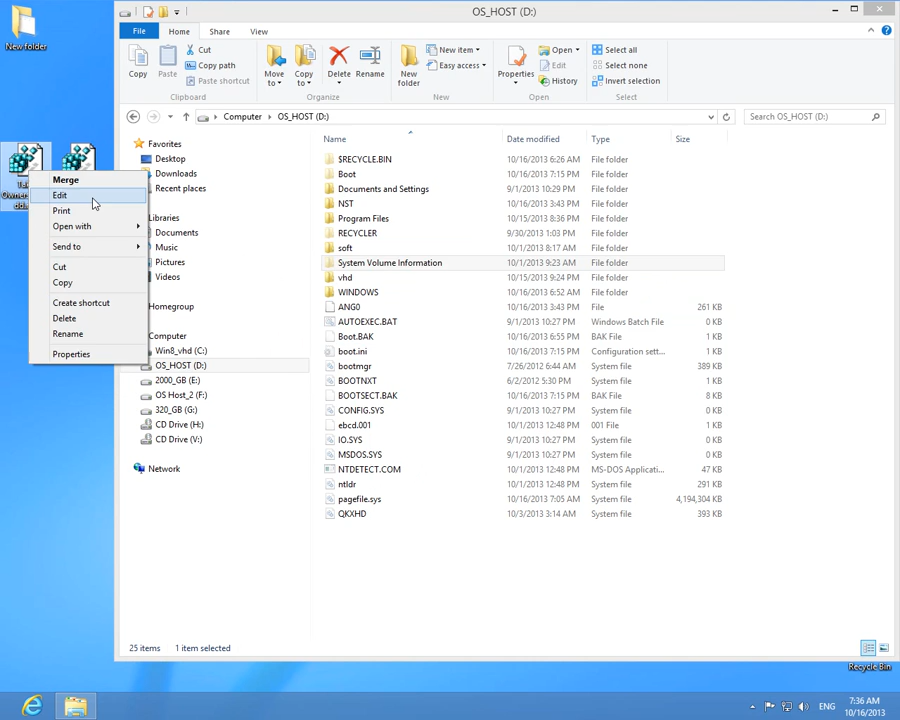 OS_HOST (D:)
New folder
File Home Share View
Copy
Paste
Cut
Copy path
Paste shortcut
Clipboard
Move to
Copy to
Delete
Rename
Organize
New folder
New item
Easy access
New
Properties
Open
Edit
History
Open
Select all
Select none
Invert selection
Select
Computer OS_HOST (D:)
Search OS_HOST (D:)
Name Date modified Type Size
Favorites
Desktop
Downloads
Recent places
Libraries
Documents
Music
Pictures
Videos
Homegroup
Computer
Win8_vhd (C:)
OS_HOST (D:)
2000_GB (E:)
OS Host_2 (F:)
320_GB (G:)
CD Drive (H:)
CD Drive (V:)
Network
Merge
Edit
Print
Open with
Send to
Cut
Copy
Create shortcut
Delete
Rename
Properties
$RECYCLE.BIN 10/16/2013 6:26 AM File folder
Boot 10/16/2013 7:15 PM File folder
Documents and Settings 9/1/2013 10:29 PM File folder
NST 10/16/2013 3:43 PM File folder
Program Files 10/15/2013 8:36 PM File folder
RECYCLER 9/30/2013 1:03 PM File folder
soft 10/16/2013 3:43 PM File folder
System Volume Information 10/1/2013 9:23 AM File folder
vhd 10/15/2013 9:24 PM File folder
WINDOWS 10/16/2013 6:52 AM File folder
ANG0 10/16/2013 3:43 PM File 261 KB
AUTOEXEC.BAT 9/1/2013 10:27 PM Windows Batch File 0 KB
Boot.BAK 10/16/2013 6:55 PM BAK File 1 KB
boot.ini 10/16/2013 7:15 PM Configuration sett... 1 KB
bootmgr 7/26/2012 6:44 AM System file 389 KB
BOOTNXT 6/2/2012 5:30 PM System file 1 KB
BOOTSECT.BAK 10/16/2013 7:15 PM BAK File 8 KB
CONFIG.SYS 9/1/2013 10:27 PM System file 0 KB
ebcd.001 10/1/2013 12:48 PM 001 File 1 KB
IO.SYS 9/1/2013 10:27 PM System file 0 KB
MSDOS.SYS 9/1/2013 10:27 PM System file 0 KB
NTDETECT.COM 10/1/2013 12:48 PM MS-DOS Applicati... 47 KB
ntldr 10/1/2013 12:48 PM System file 291 KB
pagefile.sys 10/16/2013 7:05 AM System file 4,194,304 KB
QKXHD 10/3/2013 3:14 AM System file 393 KB
25 items 1 item selected
Recycle Bin
ENG
7:36 AM
10/16/2013